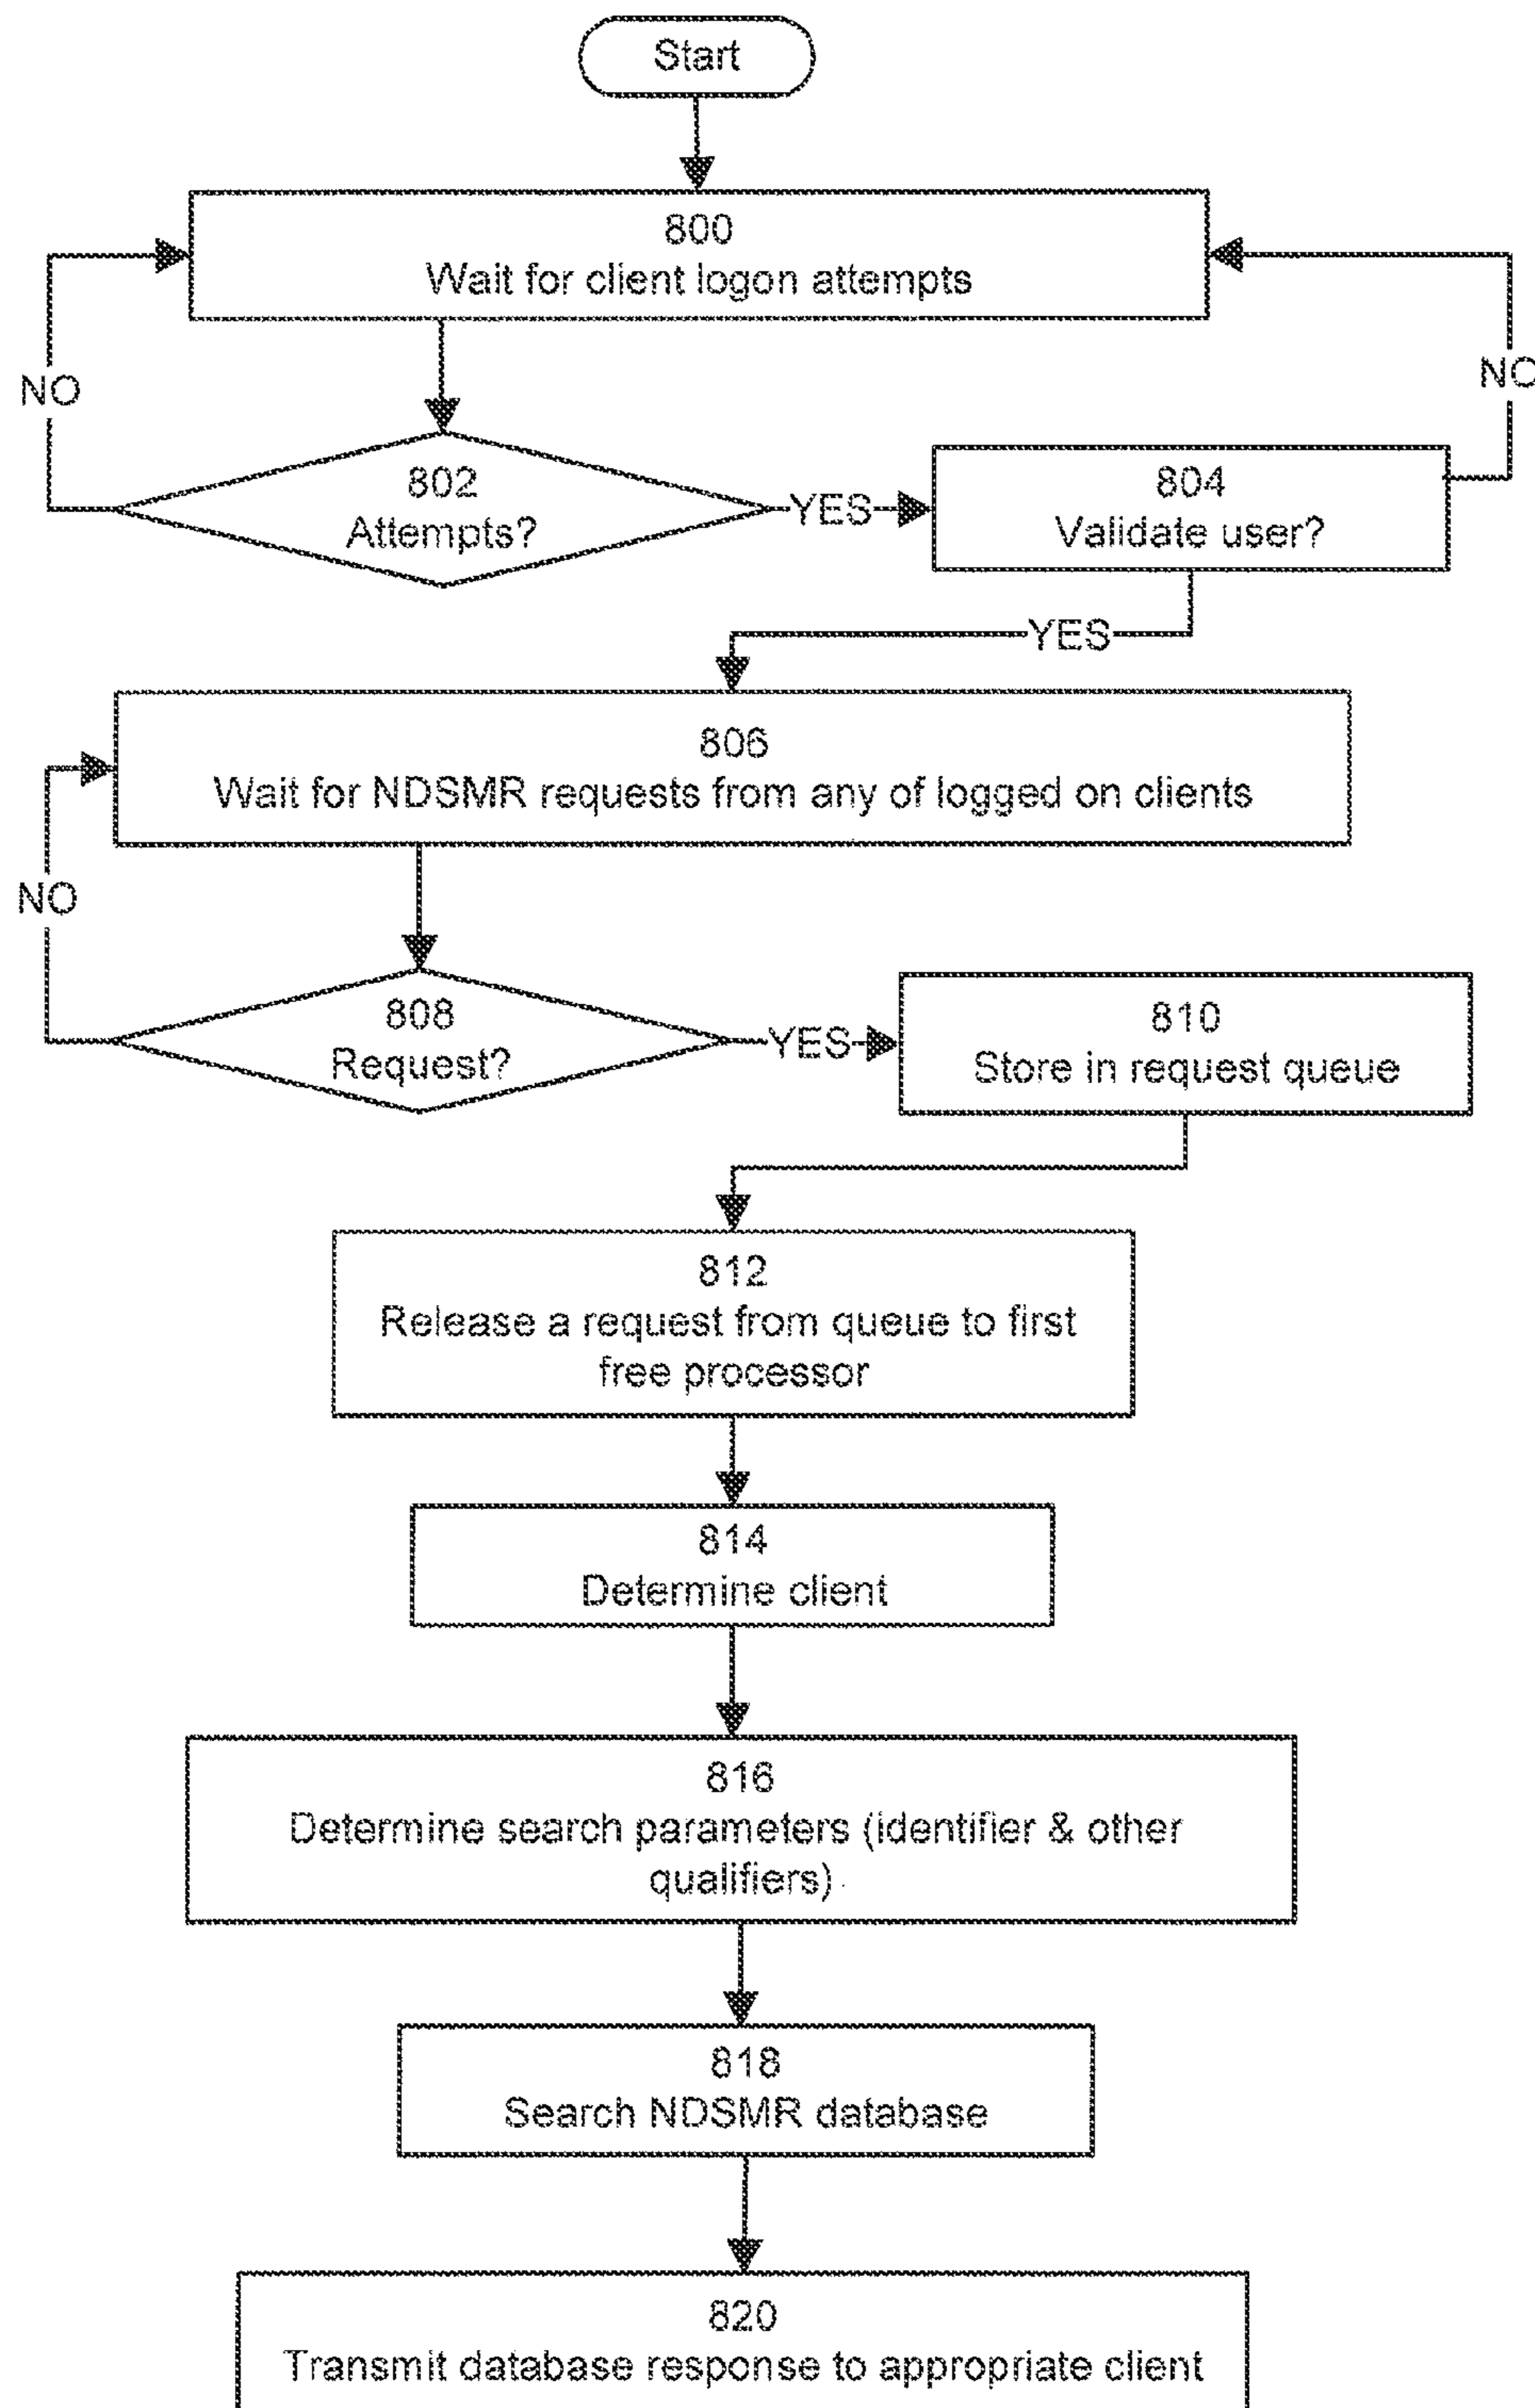 Start
800
Wait for client logon attempts
NO
NO
802
Attempts?
YES
804
Validate user?
YES
806
Wait for NDSMR requests from any of logged on clients
NO
808
Request?
YES
810
Store in request queue
812
Release a request from queue to first
free processor
814
Determine client
816
Determine search parameters (identifier & other
qualifiers)
818
Search NDSMR database
820
Transmit database response to appropriate client